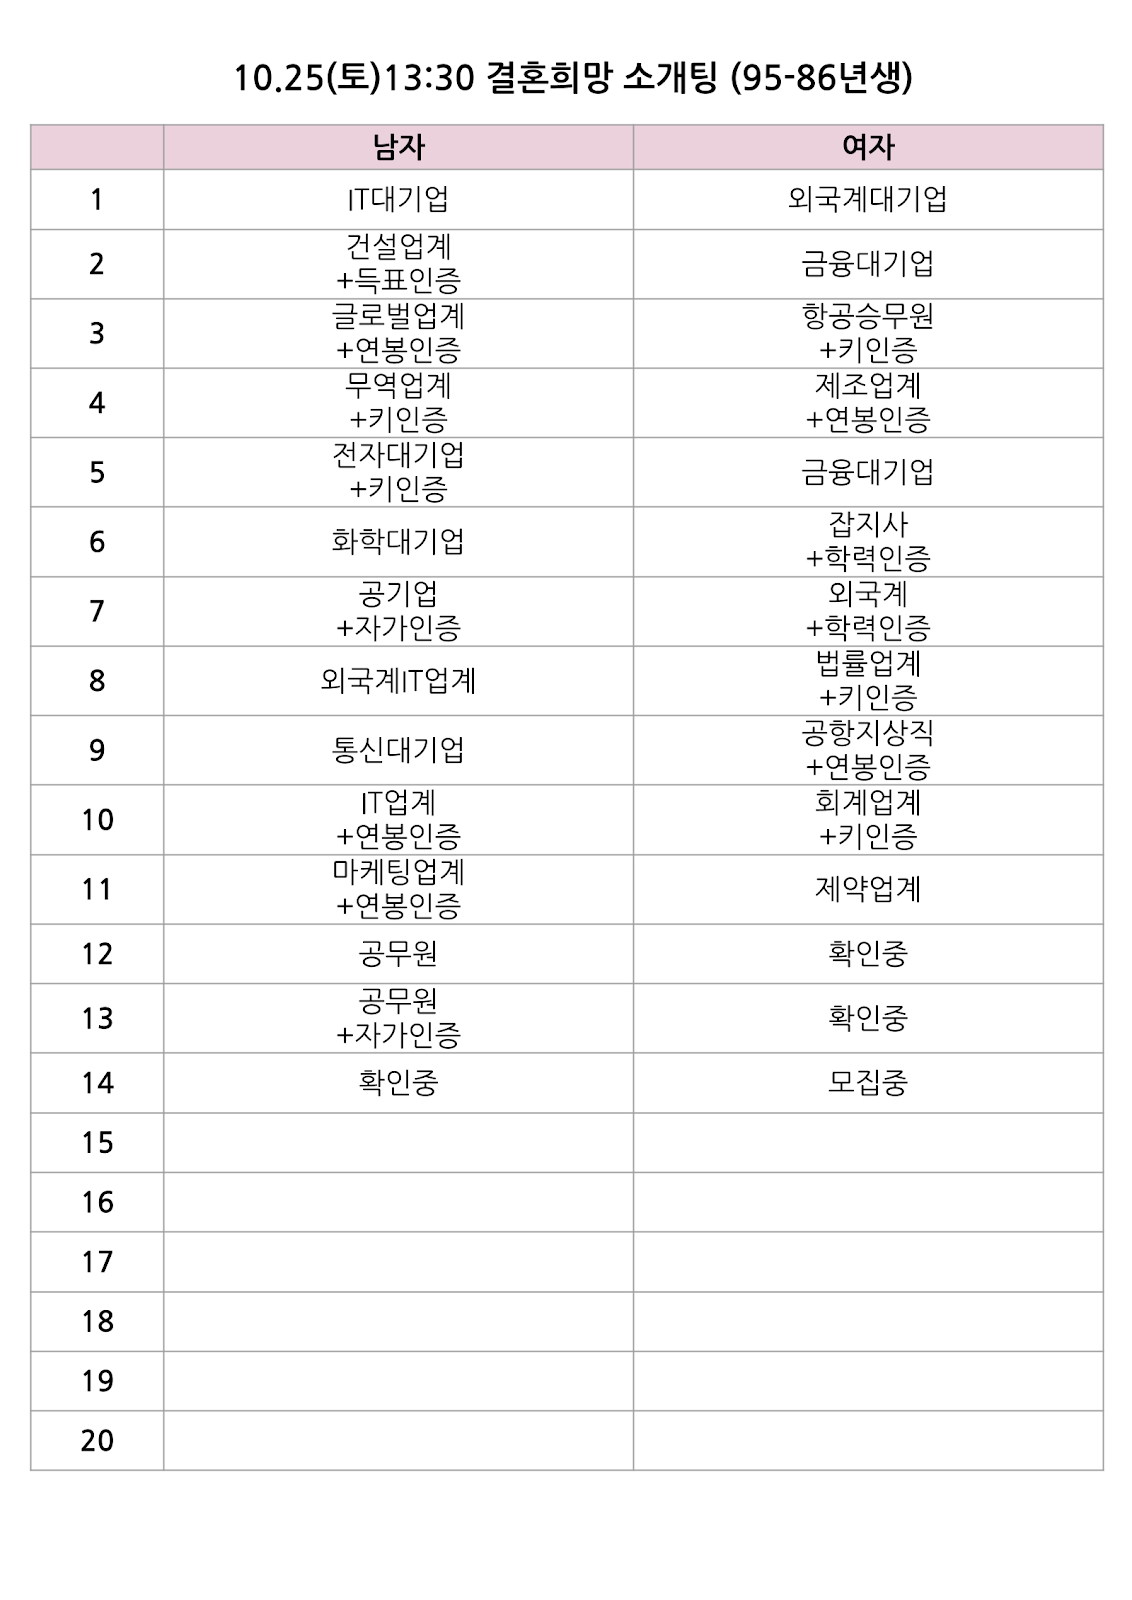 10.25(토)13:30 결혼희망 소개팅 (95-86년생)
남자 여자
1 IT대기업 외국계대기업
2 건설업계 금융대기업
+득표인증
3 글로벌업계 항공승무원
+연봉인증 +키인증
4 무역업계 제조업계
+키인증 +연봉인증
5 전자대기업 금융대기업
+키인증
6 화학대기업 잡지사
+학력인증
7 공기업 외국계
+자가인증 +학력인증
8 외국계IT업계 법률업계
+키인증
9 통신대기업 공항지상직
+연봉인증
10 IT업계 회계업계
+연봉인증 +키인증
11 마케팅업계 제약업계
+연봉인증
12 공무원 확인중
13 공무원 확인중
+자가인증
14 확인중 모집중
15
16
17
18
19
20